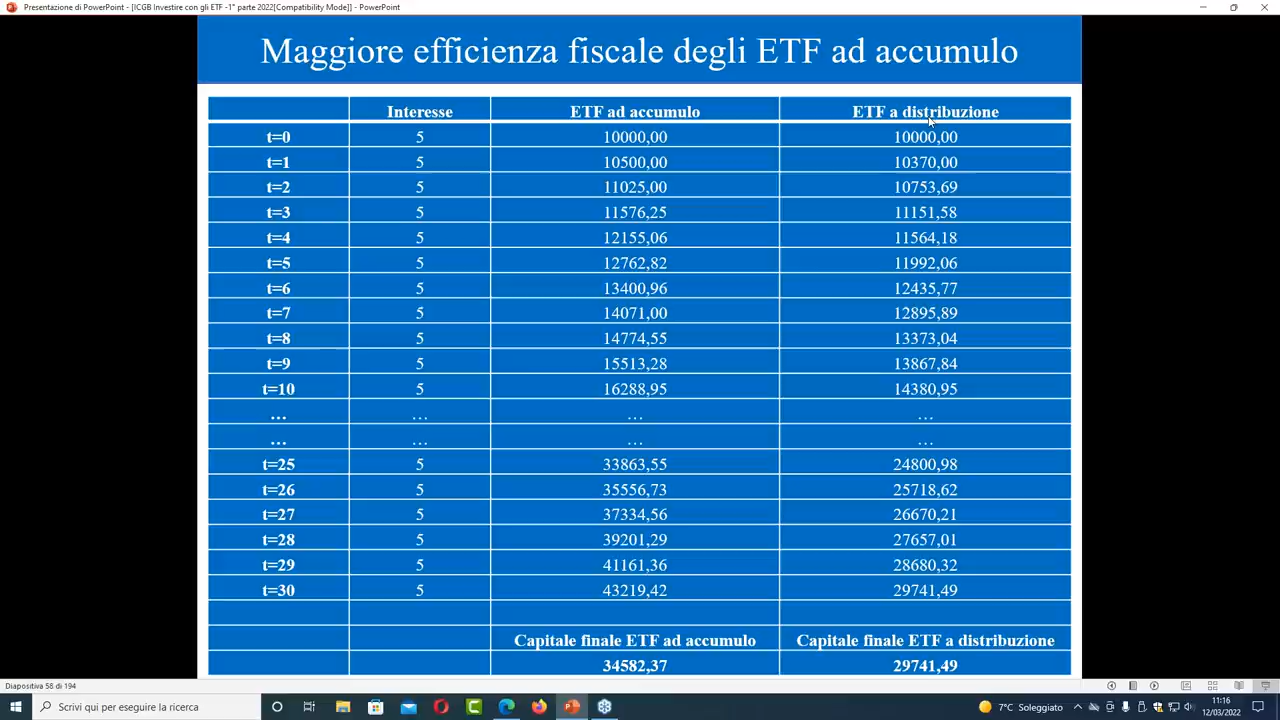 Presentazione di PowerPoint - [ICGB Investire con gli ETF -1° parte 2022[Compatibility Mode]] - PowerPoint
Maggiore efficienza fiscale degli ETF ad accumulo
Interesse ETF ad accumulo ETF a distribuzione
t=0 5 10000,00 10000,00
t=1 5 10500,00 10370,00
t=2 5 11025,00 10753,69
t=3 5 11576,25 11151,58
t=4 5 12155,06 11564,18
t=5 5 12762,82 11992,06
t=6 5 13400,96 12435,77
t=7 5 14071,00 12895,89
t=8 5 14774,55 13373,04
t=9 5 15513,28 13867,84
t=10 5 16288,95 14380,95
… … … …
… … … …
t=25 5 33863,55 24800,98
t=26 5 35556,73 25718,62
t=27 5 37334,56 26670,21
t=28 5 39201,29 27657,01
t=29 5 41161,36 28680,32
t=30 5 43219,42 29741,49
Capitale finale ETF ad accumulo Capitale finale ETF a distribuzione
34582,37 29741,49
Diapositiva 58 di 194
Scrivi qui per eseguire la ricerca
7°C Soleggiato
11:16
12/03/2022